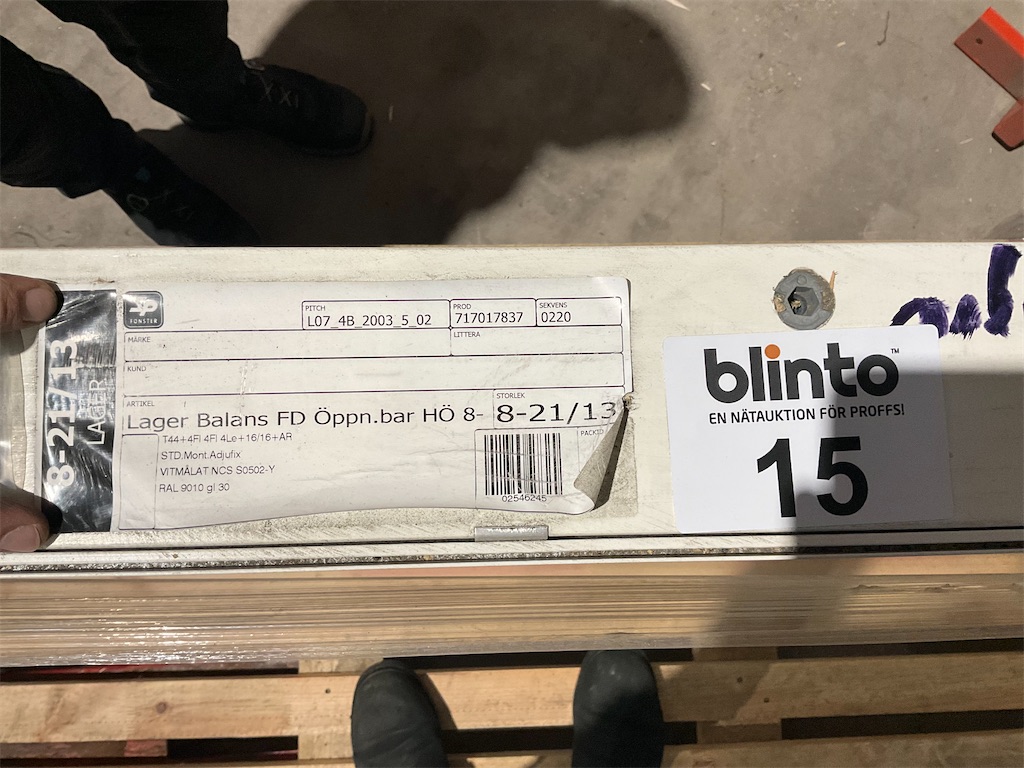 SP
FÖNSTER
PITCH
L07_4B_2003_5_02
PROD
717017837
SEKVENS
0220
MÄRKE
LITTERA
KUND
ARTIKEL
Lager Balans FD Öppn.bar HÖ 8-
STORLEK
8-21/13
T44+4Fl 4Fl 4Le+16/16+AR
STD.Mont.Adjufix
VITMÅLAT NCS S0502-Y
RAL 9010 gl 30
02546245
8-21/13
LAGER
blinto™
EN NÄTAUKTION FÖR PROFFS!
15